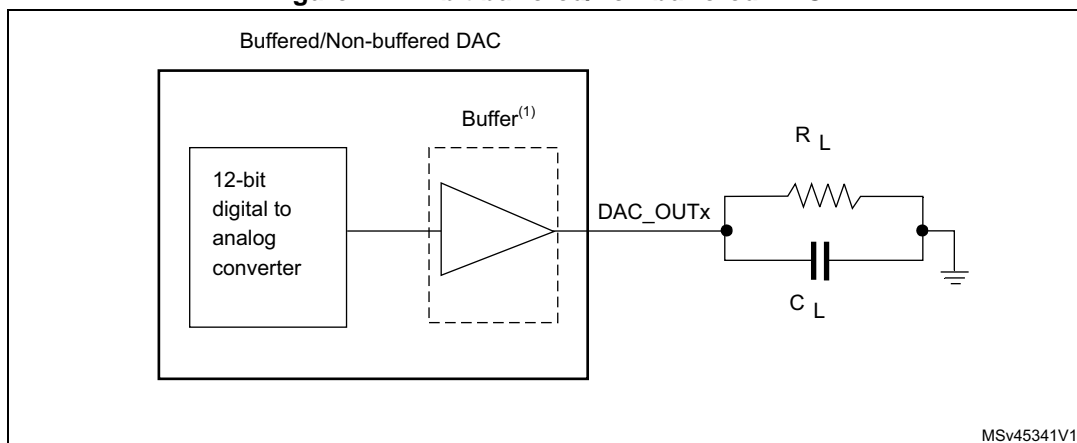 Buffered/Non-buffered DAC
Buffer(1)
12-bit
digital to
analog
converter
DAC_OUTx
R L
C L
MSv45341V1